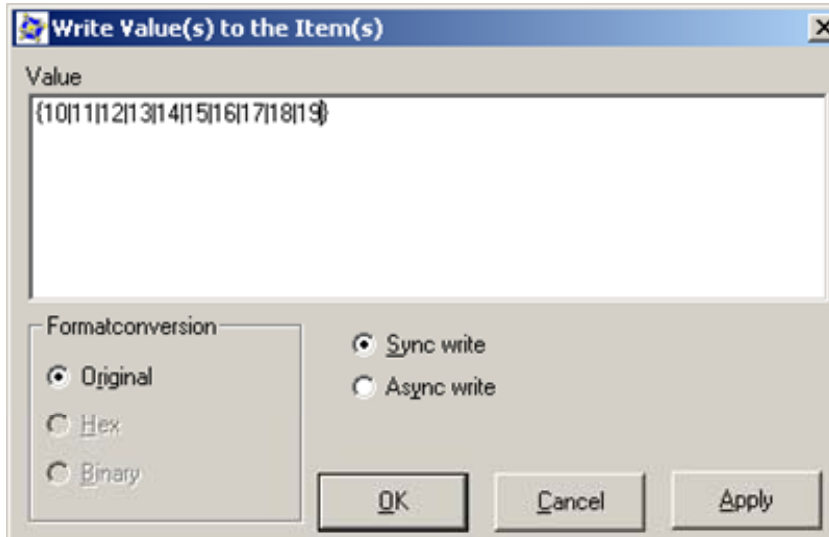 Write Value(s) to the Item(s)
Value
{10|11|12|13|14|15|16|17|18|19}
Formatconversion
Original
Hex
Binary
Sync write
Async write
OK
Cancel
Apply